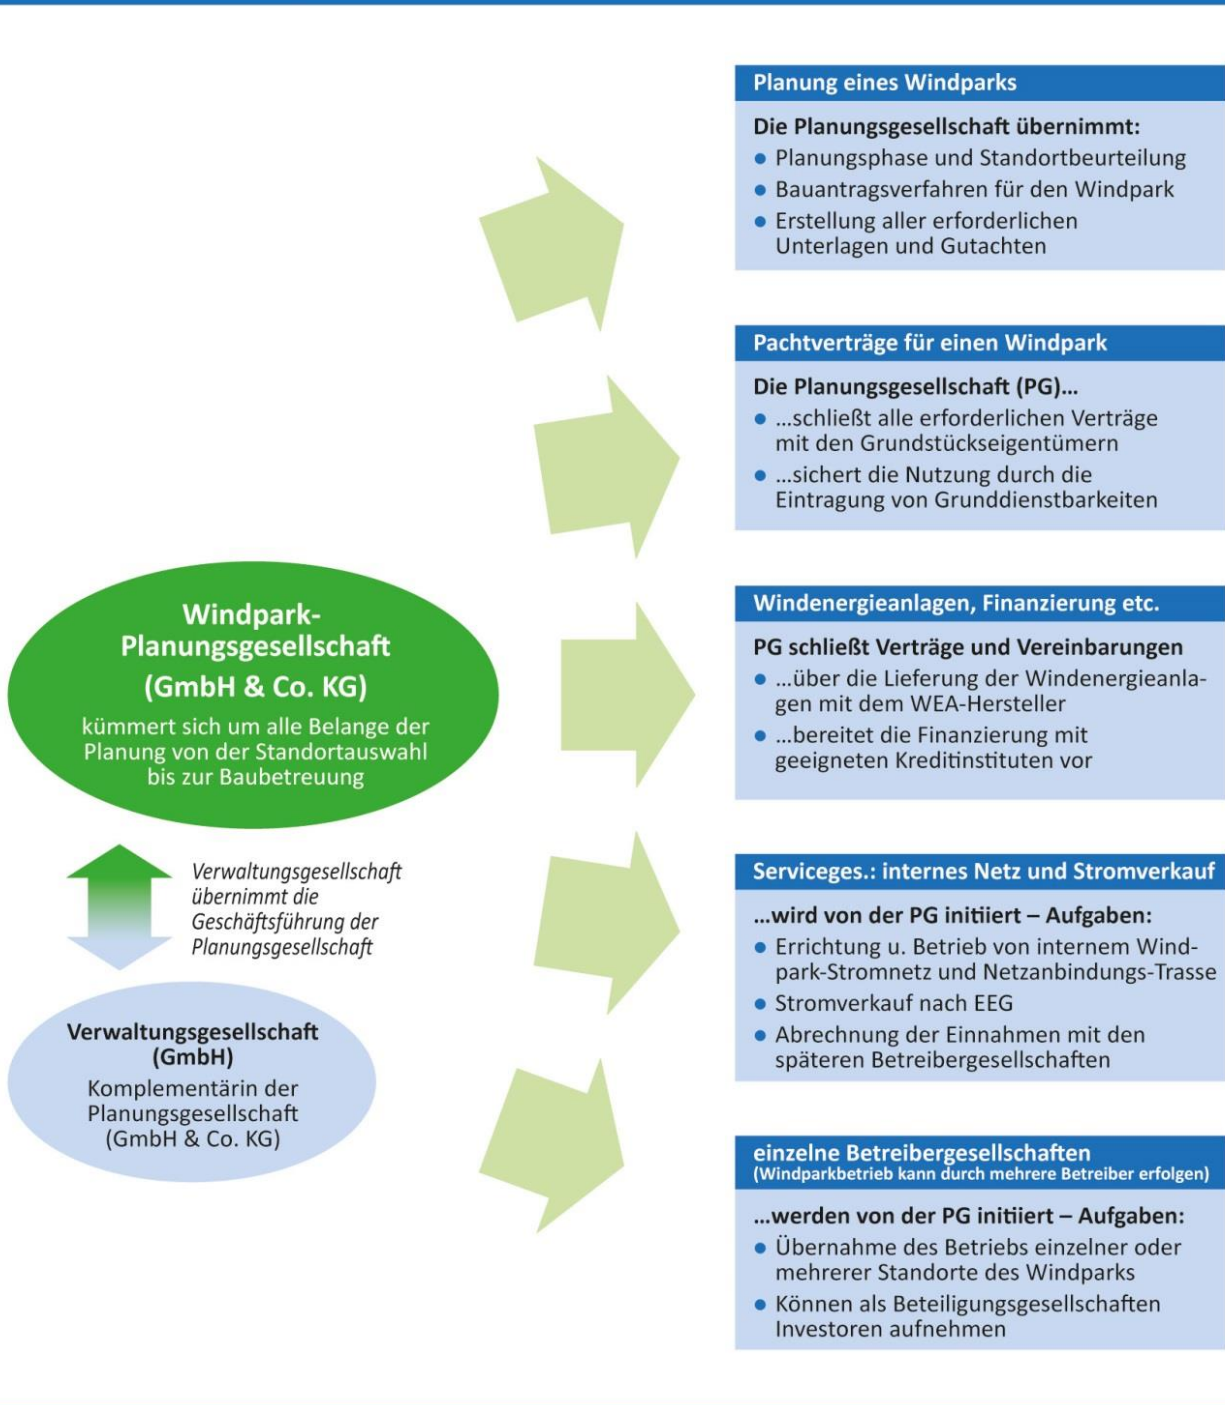 Windpark-
Planungsgesellschaft
(GmbH & Co. KG)
kümmert sich um alle Belange der
Planung von der Standortauswahl
bis zur Baubetreuung
Verwaltungsgesellschaft
übernimmt die
Geschäftsführung der
Planungsgesellschaft
Verwaltungsgesellschaft
(GmbH)
Komplementärin der
Planungsgesellschaft
(GmbH & Co. KG)
Planung eines Windparks
Die Planungsgesellschaft übernimmt:
● Planungsphase und Standortbeurteilung
● Bauantragsverfahren für den Windpark
● Erstellung aller erforderlichen
Unterlagen und Gutachten
Pachtverträge für einen Windpark
Die Planungsgesellschaft (PG)...
● ...schließt alle erforderlichen Verträge
mit den Grundstückseigentümern
● ...sichert die Nutzung durch die
Eintragung von Grunddienstbarkeiten
Windenergieanlagen, Finanzierung etc.
PG schließt Verträge und Vereinbarungen
● ...über die Lieferung der Windenergieanla-
gen mit dem WEA-Hersteller
● ...bereitet die Finanzierung mit
geeigneten Kreditinstituten vor
Serviceges.: internes Netz und Stromverkauf
...wird von der PG initiiert – Aufgaben:
● Errichtung u. Betrieb von internem Wind-
park-Stromnetz und Netzanbindungs-Trasse
● Stromverkauf nach EEG
● Abrechnung der Einnahmen mit den
späteren Betreibergesellschaften
einzelne Betreibergesellschaften
(Windparkbetrieb kann durch mehrere Betreiber erfolgen)
...werden von der PG initiiert – Aufgaben:
● Übernahme des Betriebs einzelner oder
mehrerer Standorte des Windparks
● Können als Beteiligungsgesellschaften
Investoren aufnehmen